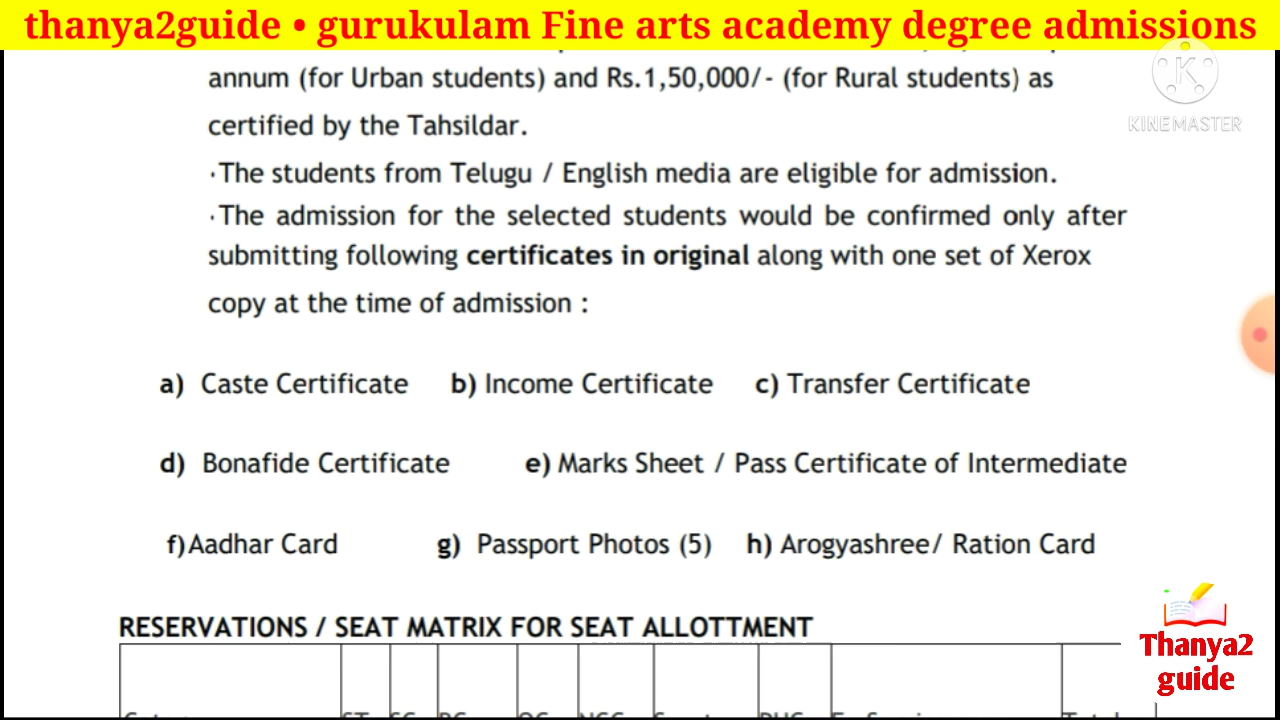 thanya2guide • gurukulam Fine arts academy degree admissions
annum (for Urban students) and Rs.1,50,000/- (for Rural students) as
certified by the Tahsildar.
·The students from Telugu / English media are eligible for admission.
·The admission for the selected students would be confirmed only after
submitting following certificates in original along with one set of Xerox
copy at the time of admission :
a) Caste Certificate b) Income Certificate c) Transfer Certificate
d) Bonafide Certificate e) Marks Sheet / Pass Certificate of Intermediate
f)Aadhar Card g) Passport Photos (5) h) Arogyashree/ Ration Card
RESERVATIONS / SEAT MATRIX FOR SEAT ALLOTTMENT
K
KINEMASTER
Thanya2
guide